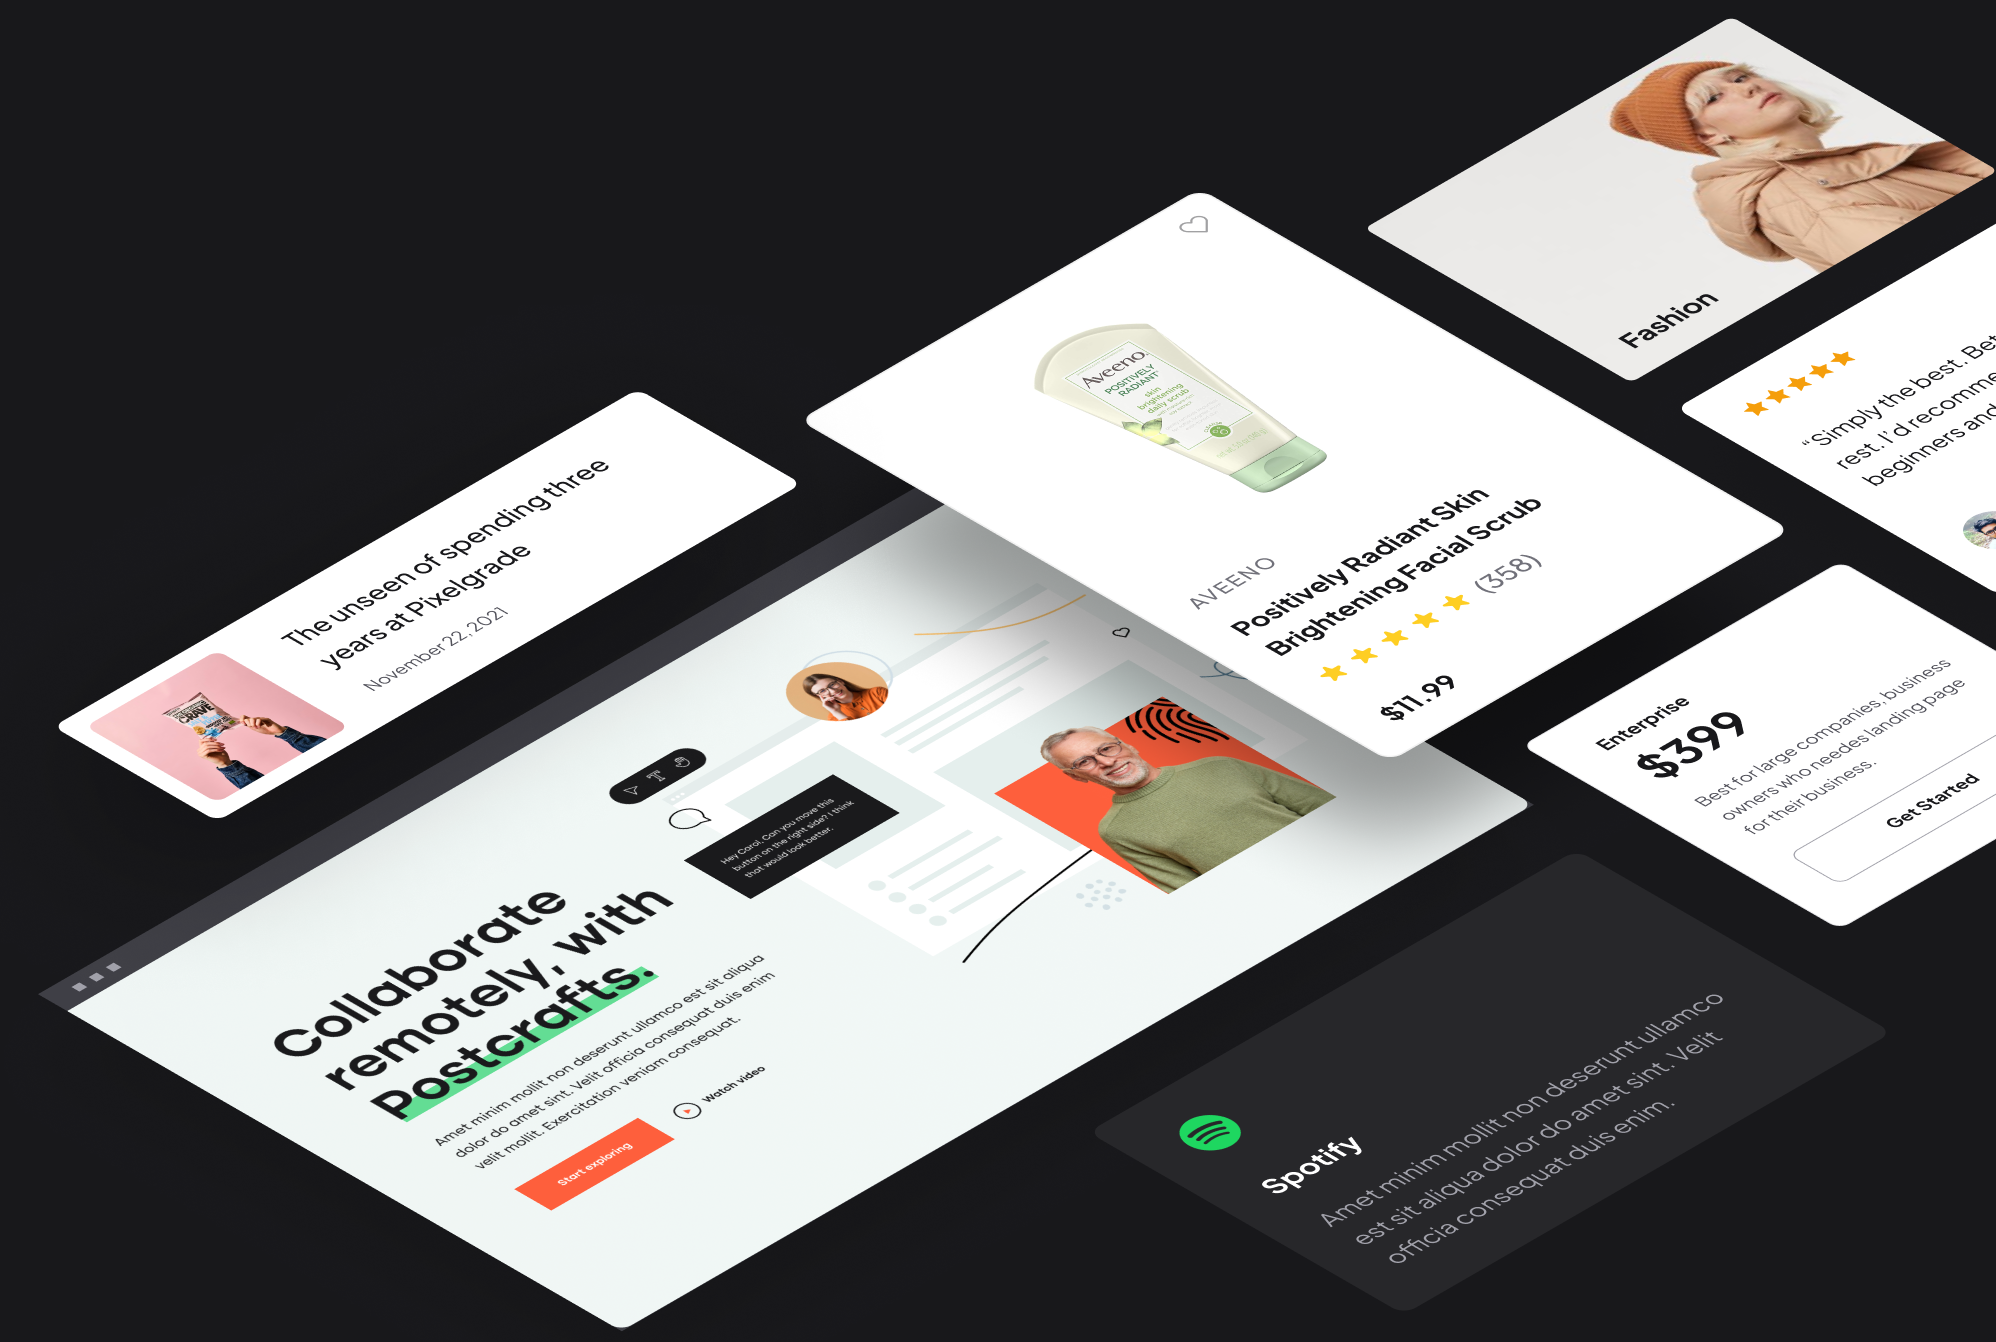 Fashion
"Simply the best. Bet
rest. I'd recomme
beginners and
Aveeno.
POSITIVELY
RADIANT
skin
brightening
daily scrub
AVEENO
Positively Radiant Skin
Brightening Facial Scrub
(358)
$11.99
The unseen of spending three
years at Pixelgrade
November 22, 2021
CRAVE
Enterprise
$399
Best for large companies, business
owners who needes landing page
for their business.
Get Started
Hey Carol. Can you move this
button on the right side? I think
that would look better.
Collaborate
remotely, with
Postcrafts.
Amet minim mollit non deserunt ullamco est sit aliqua
dolor do amet sint. Velit officia consequat duis enim
velit mollit. Exercitation veniam consequat.
Start exploring
Watch video
Spotify
Amet minim mollit non deserunt ullamco
est sit aliqua dolor do amet sint. Velit
officia consequat duis enim.